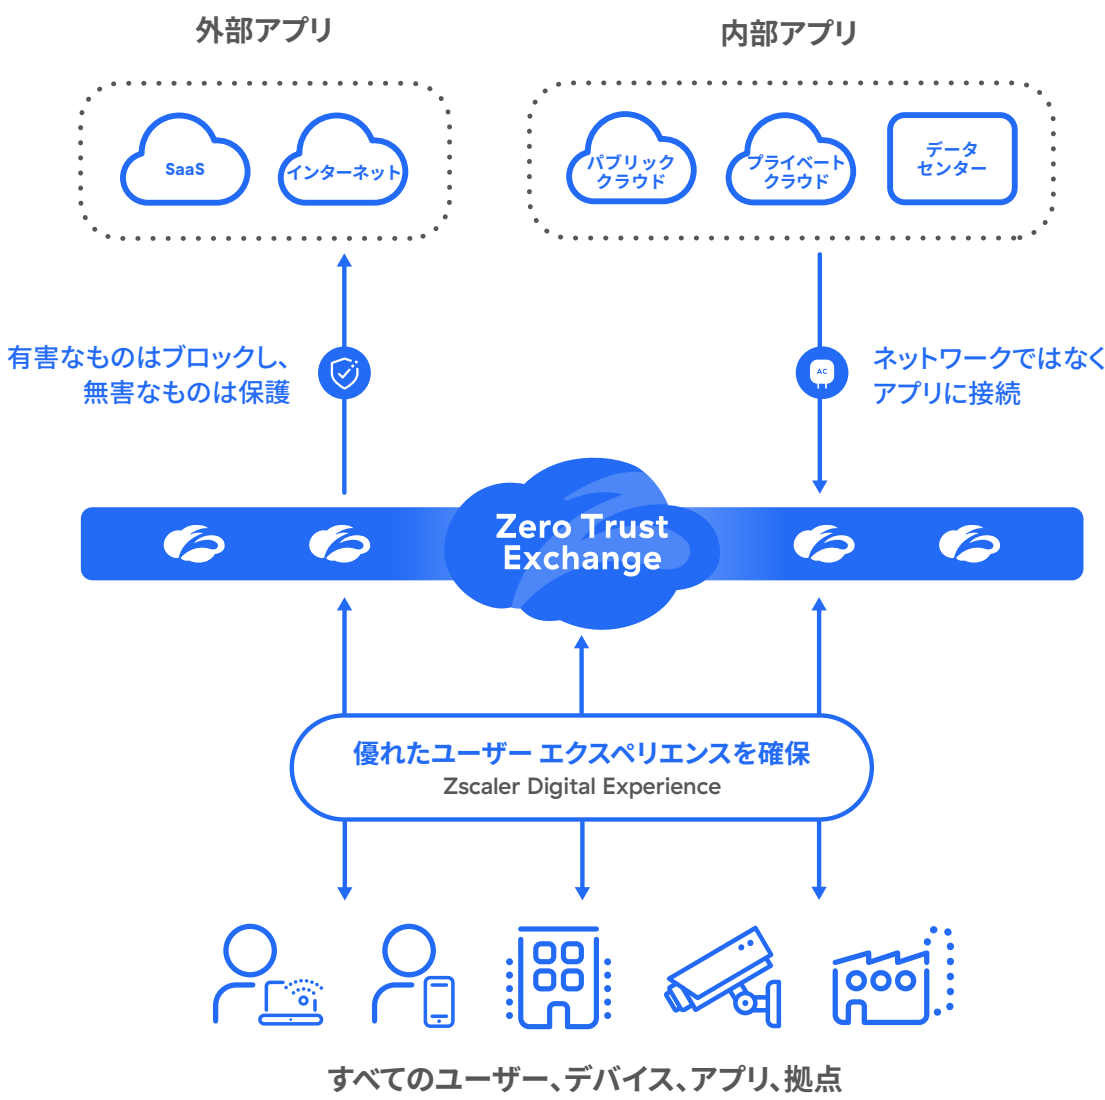 外部アプリ
内部アプリ
SaaS
インターネット
パブリック
クラウド
プライベート
クラウド
データ
センター
有害なものはブロックし、
無害なものは保護
AC
ネットワークではなく
アプリに接続
Zero Trust
Exchange
優れたユーザー エクスペリエンスを確保
Zscaler Digital Experience
すべてのユーザー、デバイス、アプリ、拠点